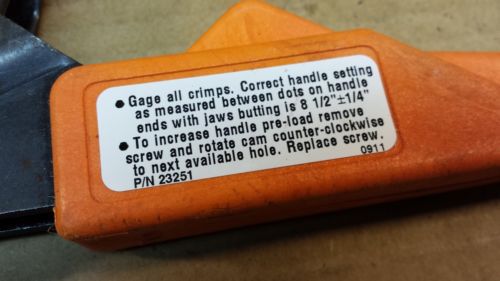 • Gage all crimps. Correct handle setting
as measured between dots on handle
ends with jaws butting is 8 1/2"±1/4"
• To increase handle pre-load remove
screw and rotate cam counter-clockwise
to next available hole. Replace screw.
P/N 23251 0911